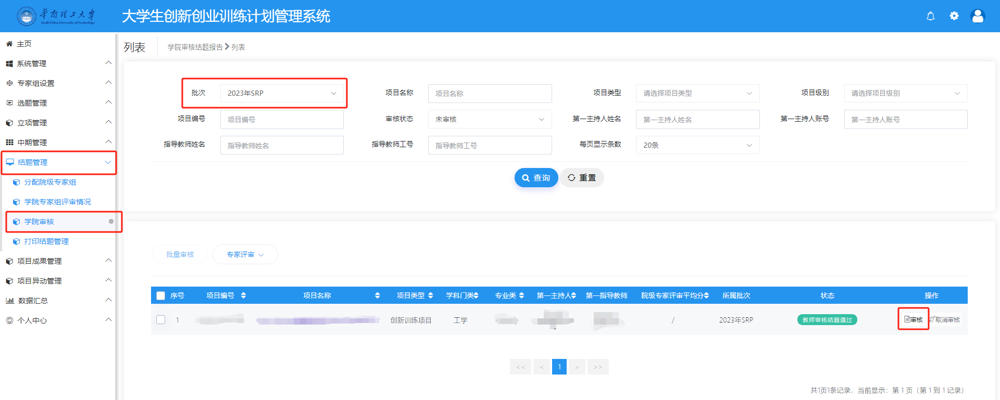 华南理工大学
South China University of Technology
大学生创新创业训练计划管理系统
主页
系统管理
专家组设置
选题管理
立项管理
中期管理
结题管理
分配院级专家组
学院专家组评审情况
学院审核
打印结题管理
项目成果管理
项目异动管理
数据汇总
个人中心
列表 学院审核结题报告 列表
批次 2023年SRP 项目名称 项目名称 项目类型 请选择项目类型 项目级别 请选择项目级别
项目编号 项目编号 审核状态 未审核 第一主持人姓名 第一主持人姓名 第一主持人账号 第一主持人账号
指导教师姓名 指导教师姓名 指导教师工号 指导教师工号 每页显示条数 20条
查询 重置
批量审核 专家评审
序号 项目编号 项目名称 项目类型 学科门类 专业类 第一主持人 第一指导教师 院级专家评审平均分 所属批次 状态 操作
1 创新训练项目 工学 / 2023年SRP 教师审核结题通过 审核 取消审核
<< < 1 > >>
共1页1条记录，当前显示：第 1 页（第 1 到 1 记录）